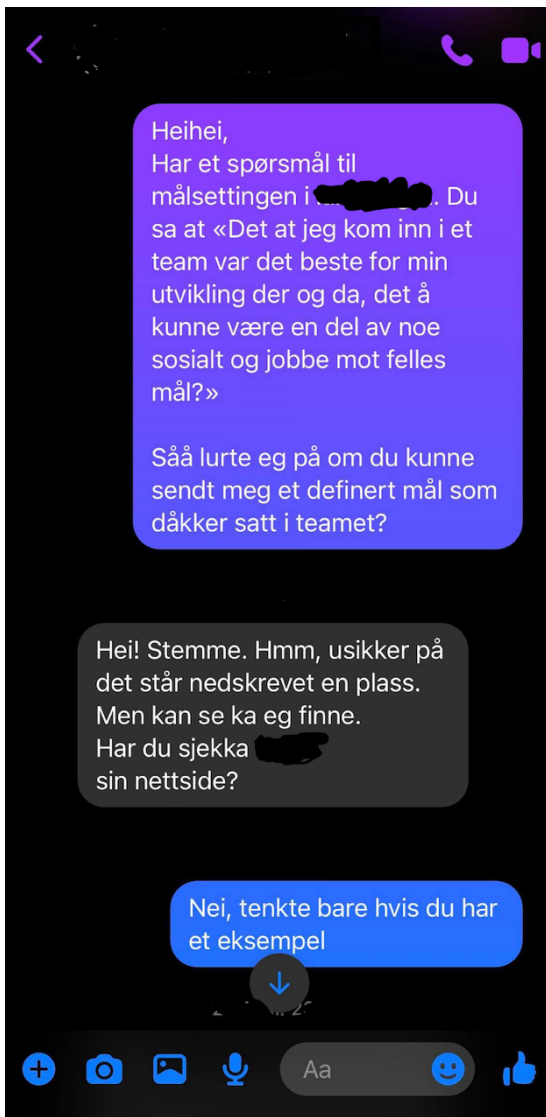 Heihei,
Har et spørsmål til
målsettingen i . Du
sa at «Det at jeg kom inn i et
team var det beste for min
utvikling der og da, det å
kunne være en del av noe
sosialt og jobbe mot felles
mål?»
Såå lurte eg på om du kunne
sendt meg et definert mål som
dåkker satt i teamet?
Hei! Stemme. Hmm, usikker på
det står nedskrevet en plass.
Men kan se ka eg finne.
Har du sjekka
sin nettside?
Nei, tenkte bare hvis du har
et eksempel
Aa